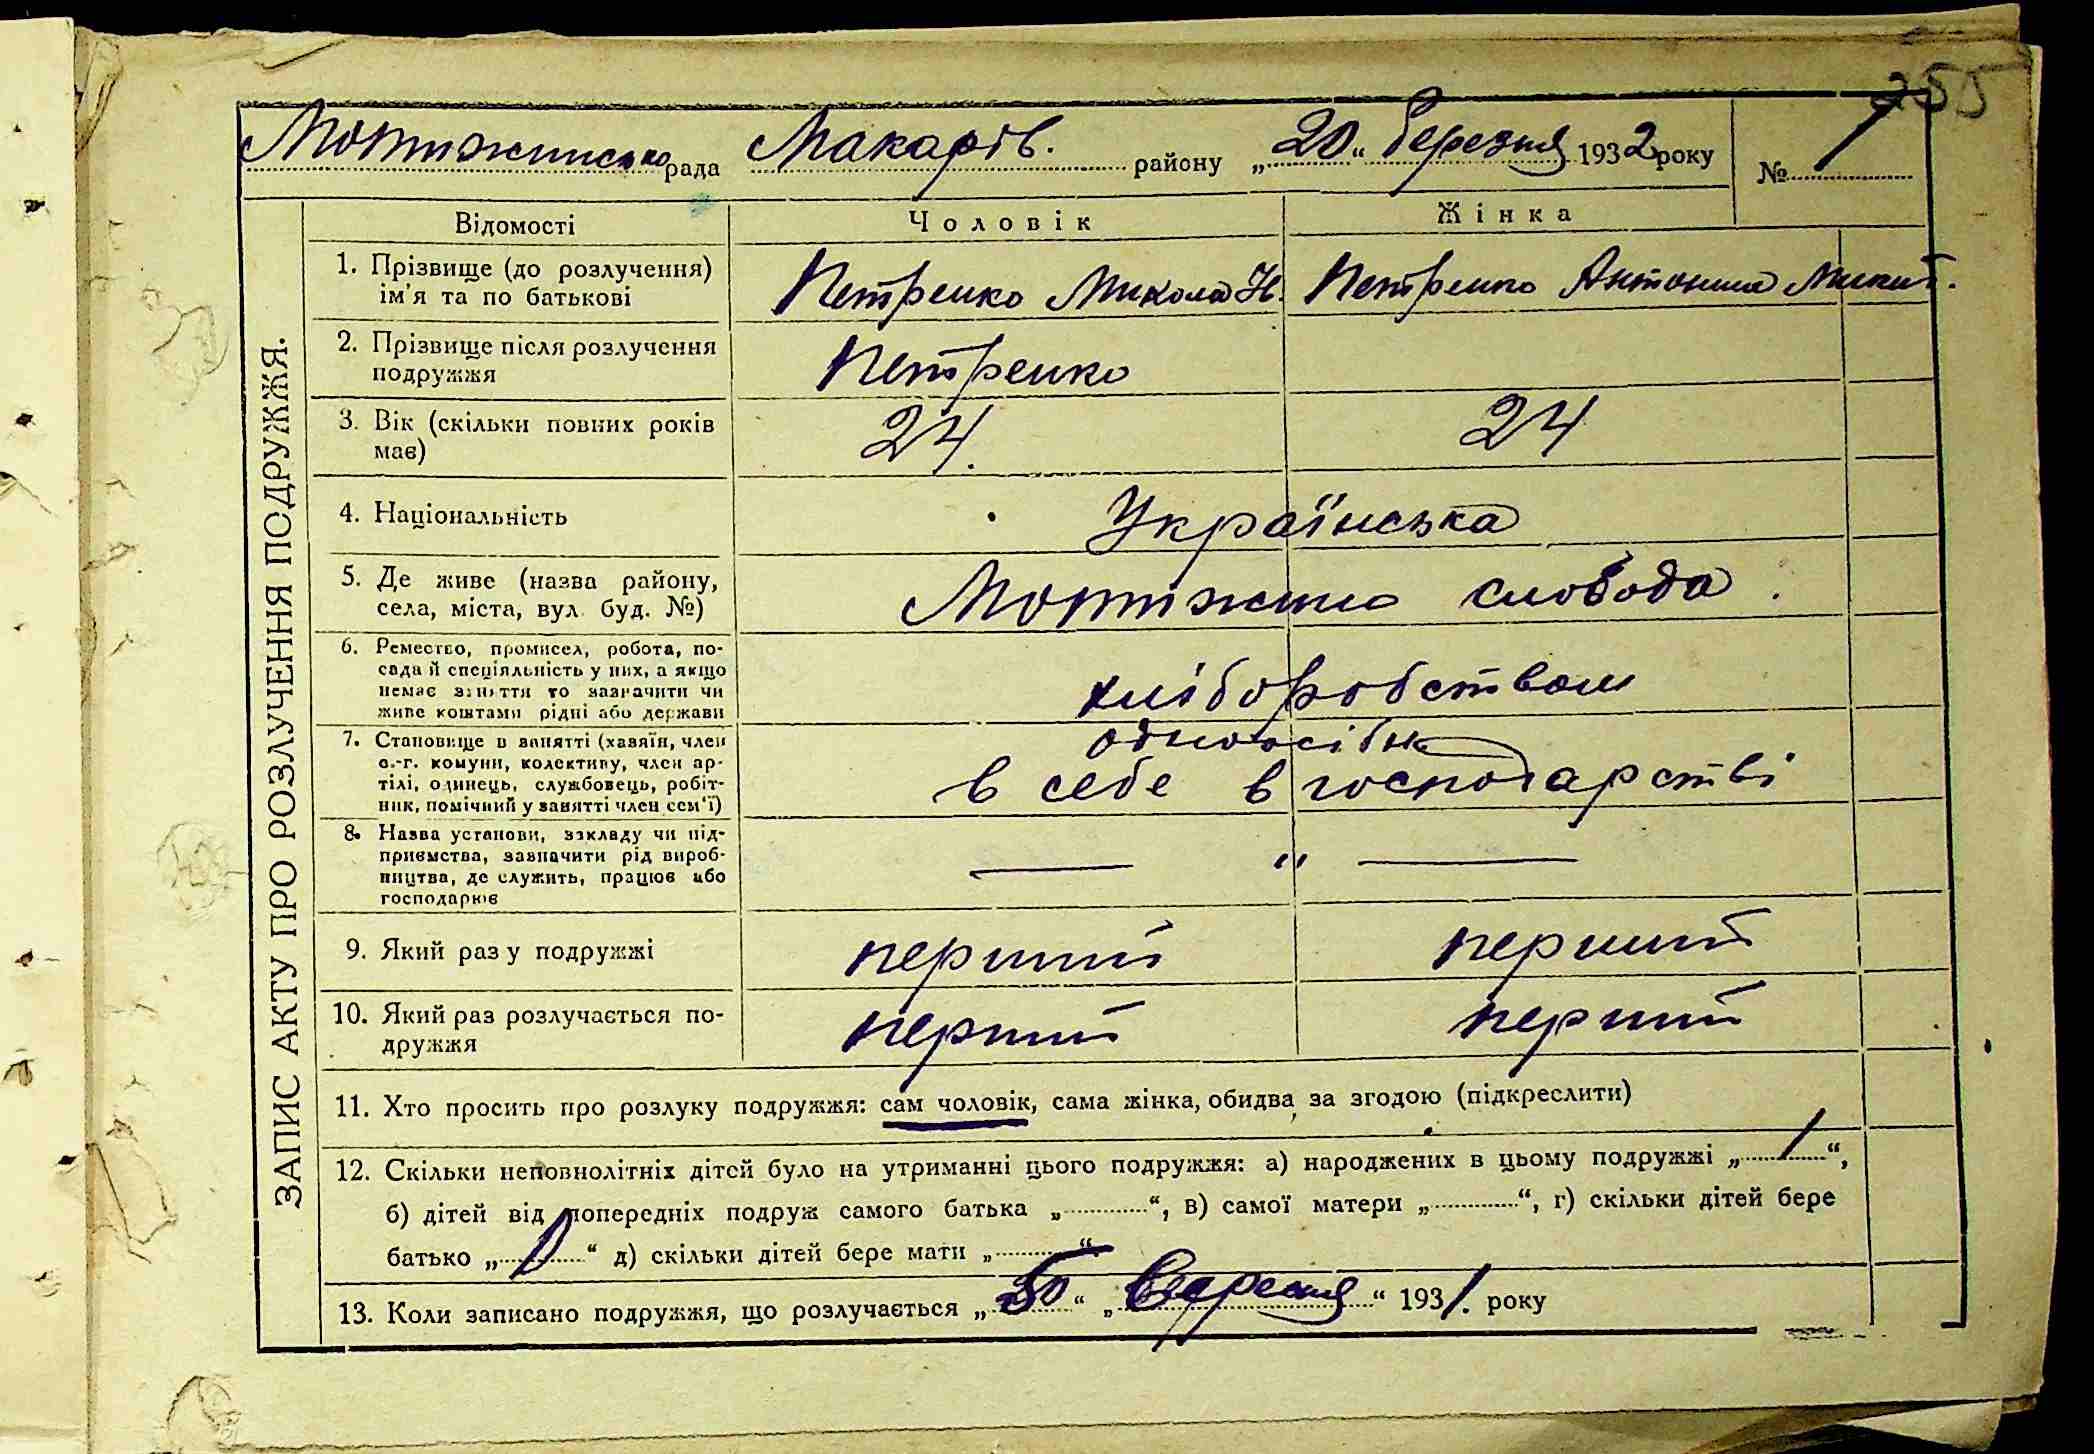 255
Мотижинська рада Макарів. району „20“ березня 1932 року № 1
ЗАПИС АКТУ ПРО РОЗЛУЧЕННЯ ПОДРУЖЖЯ.
Відомості Чоловік Жінка
1. Прізвище (до розлучення) ім'я та по батькові Петренко Микола Н. Петренко Антонина Микит.
2. Прізвище після розлучення подружжя Петренко
3. Вік (скільки повних років має) 24. 24
4. Національність Українська
5. Де живе (назва району, села, міста, вул. буд. №) Мотижин слобода.
6. Ремество, промисел, робота, посада й спеціяльність у них, а якщо немає заняття то зазначити чи живе коштами рідні або держави хліборобством
7. Становище в занятті (хазяїн, член с.-г. комуни, колективу, член артілі, одинець, службовець, робітник, помічний у занятті член сем'ї) одноосібн в себе в господарстві
8. Назва установи, закладу чи підприємства, зазначити рід виробництва, де служить, працює або господарює — „ —
9. Який раз у подружжі перший перший
10. Який раз розлучається подружжя перший перший
11. Хто просить про розлуку подружжя: сам чоловік, сама жінка, обидва за згодою (підкреслити)
12. Скільки неповнолітніх дітей було на утриманні цього подружжя: а) народжених в цьому подружжі „ 1 “,
б) дітей від попередніх подруж самого батька „ “, в) самої матери „ “, г) скільки дітей бере
батько „ “ д) скільки дітей бере мати „ “.
13. Коли записано подружжя, що розлучається „ “ „Вересня“ 1931. року